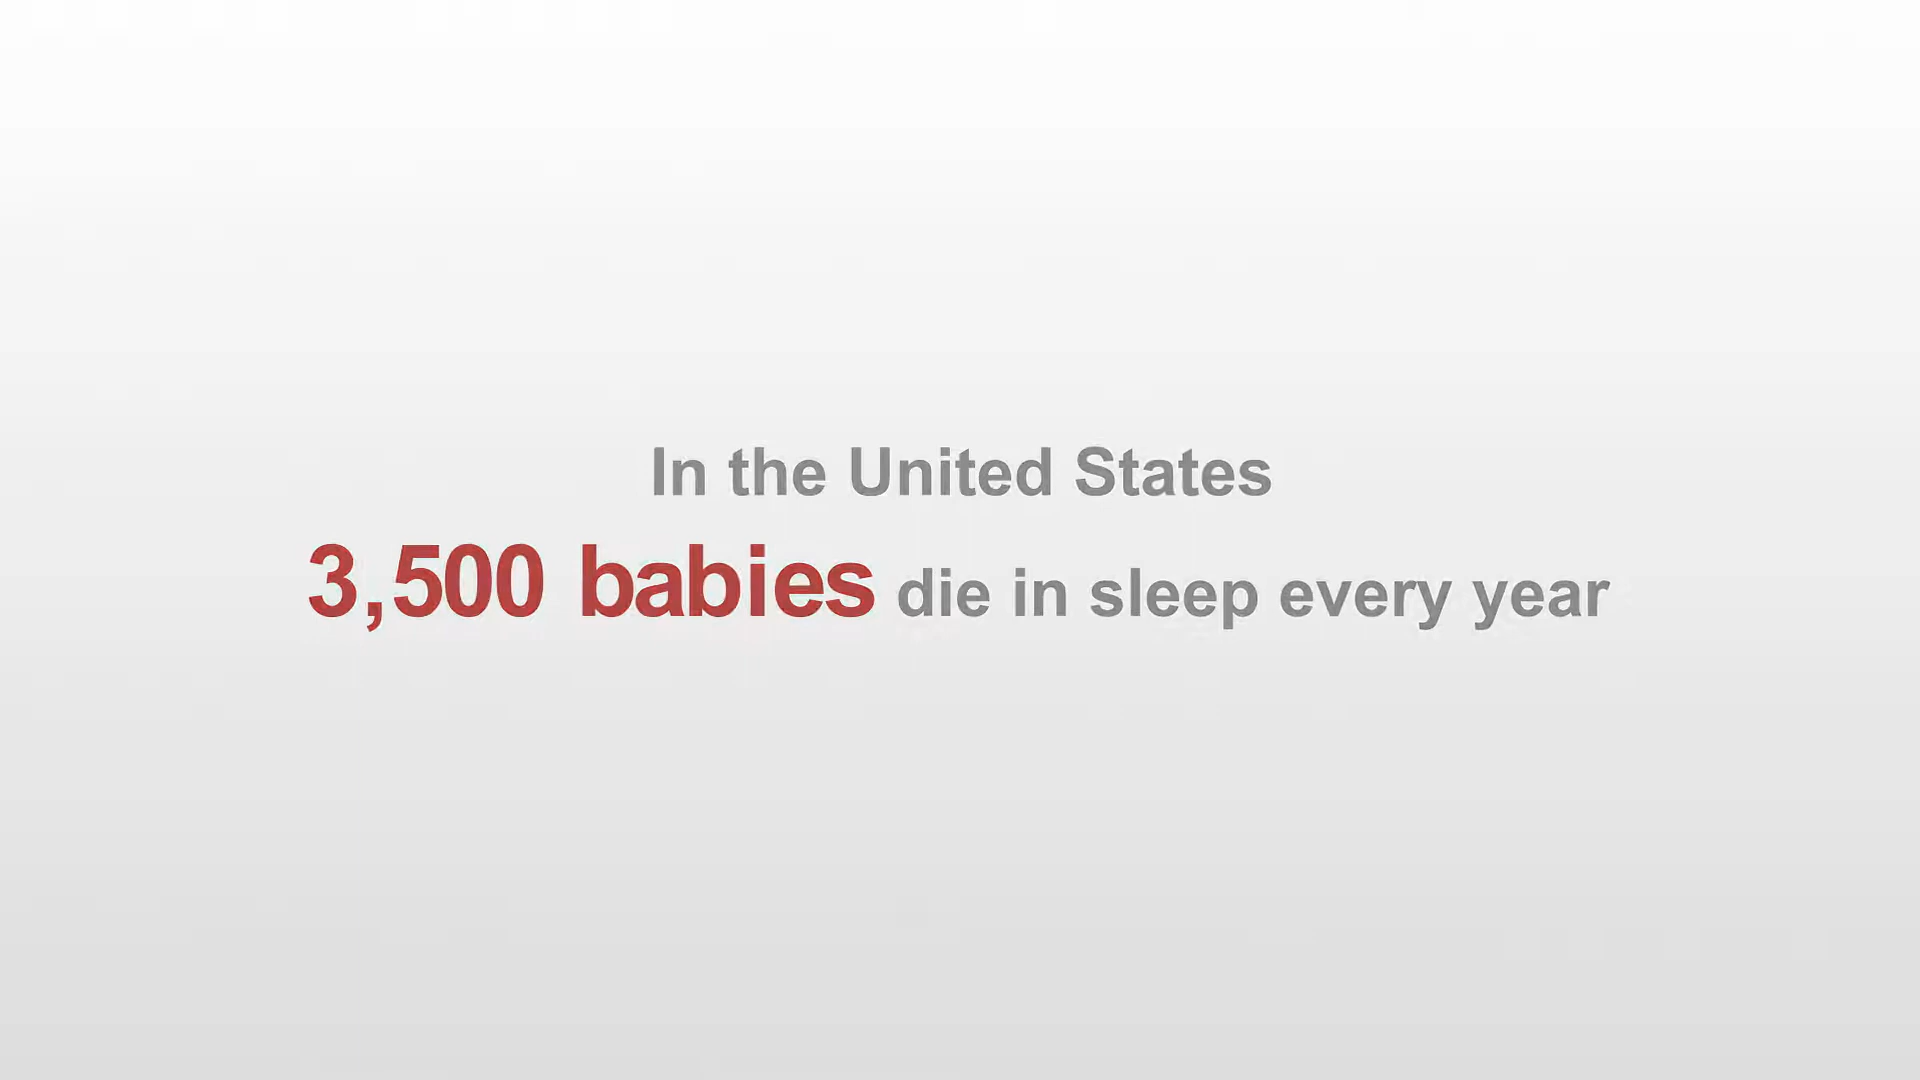 In the United States
3,500 babies die in sleep every year